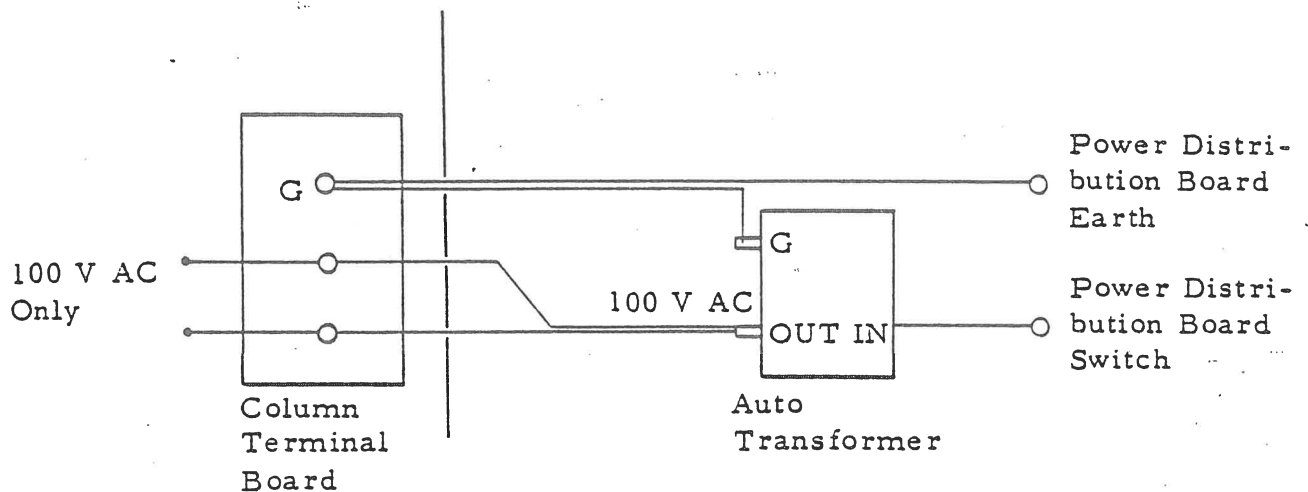 Power Distri-
bution Board
Earth
G
G
100 V AC
Only
100 V AC
Power Distri-
bution Board
Switch
OUT IN
Column
Terminal
Board
Auto
Transformer